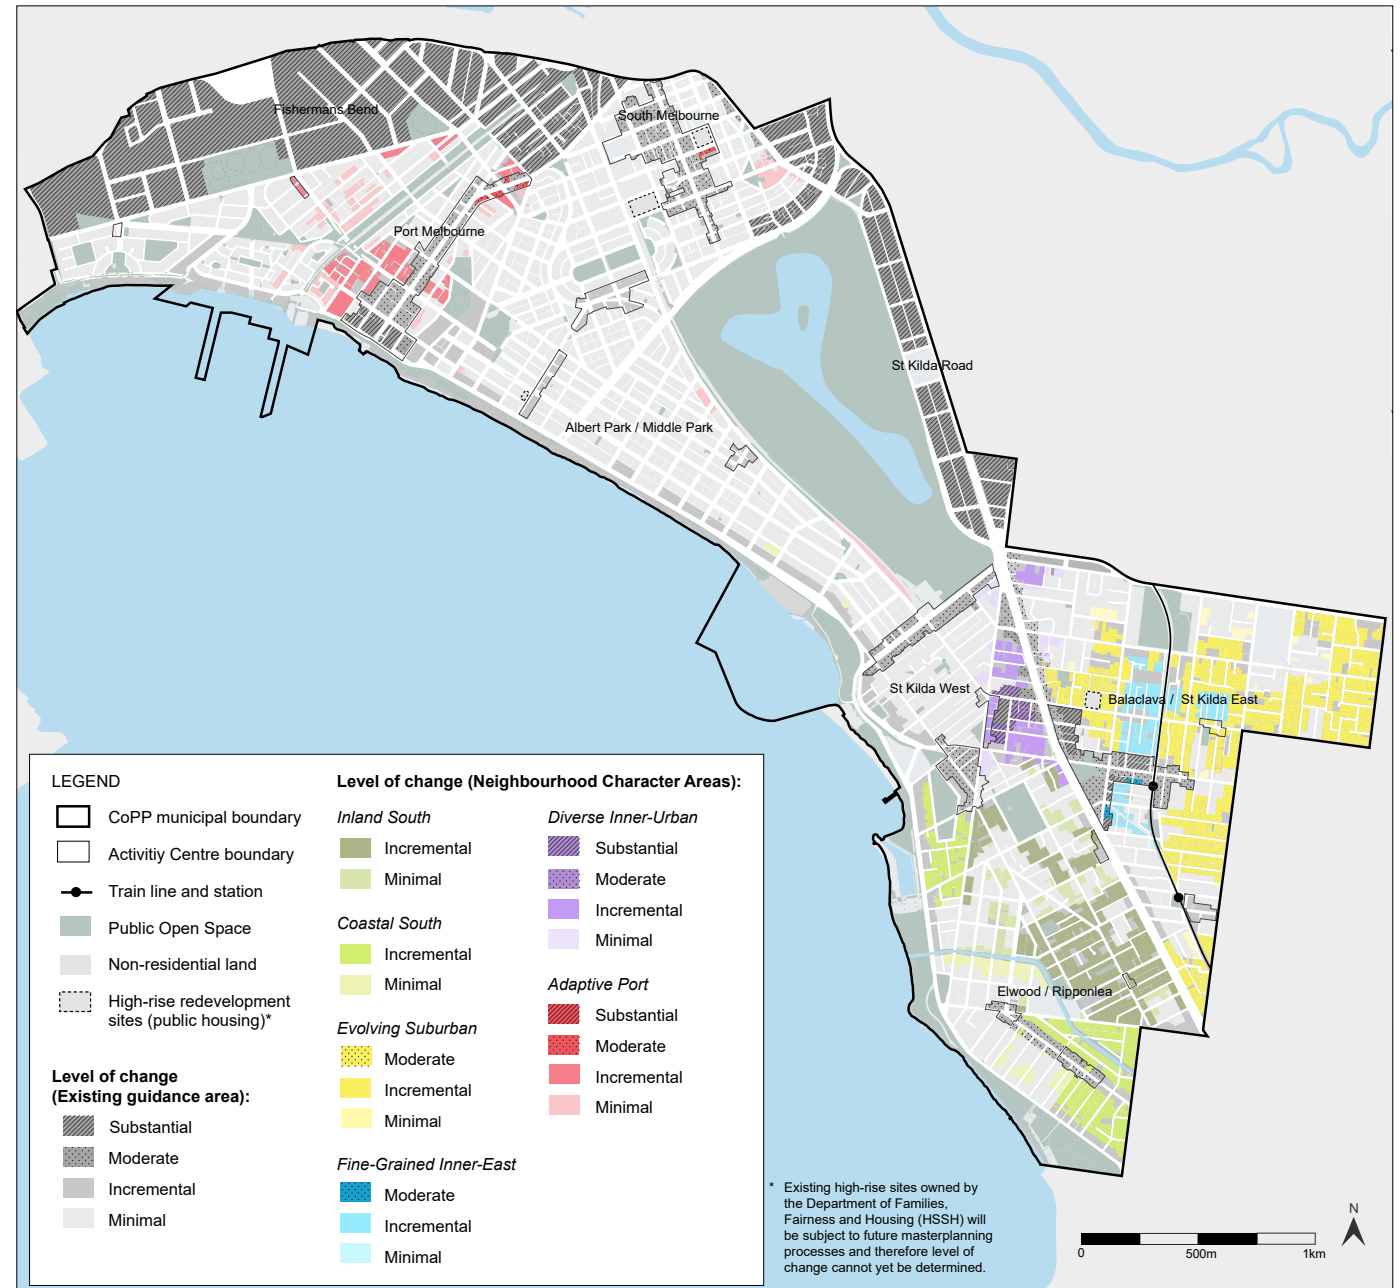 Fishermans Bend
South Melbourne
Port Melbourne
St Kilda Road
Albert Park / Middle Park
St Kilda West
Balaclava / St Kilda East
Elwood / Ripponlea
LEGEND
CoPP municipal boundary
Activitiy Centre boundary
Train line and station
Public Open Space
Non-residential land
High-rise redevelopment
sites (public housing)*
Level of change
(Existing guidance area):
Substantial
Moderate
Incremental
Minimal
Level of change (Neighbourhood Character Areas):
Inland South
Incremental
Minimal
Coastal South
Incremental
Minimal
Evolving Suburban
Moderate
Incremental
Minimal
Fine-Grained Inner-East
Moderate
Incremental
Minimal
Diverse Inner-Urban
Substantial
Moderate
Incremental
Minimal
Adaptive Port
Substantial
Moderate
Incremental
Minimal
* Existing high-rise sites owned by
the Department of Families,
Fairness and Housing (HSSH) will
be subject to future masterplanning
processes and therefore level of
change cannot yet be determined.
0 500m 1km
N